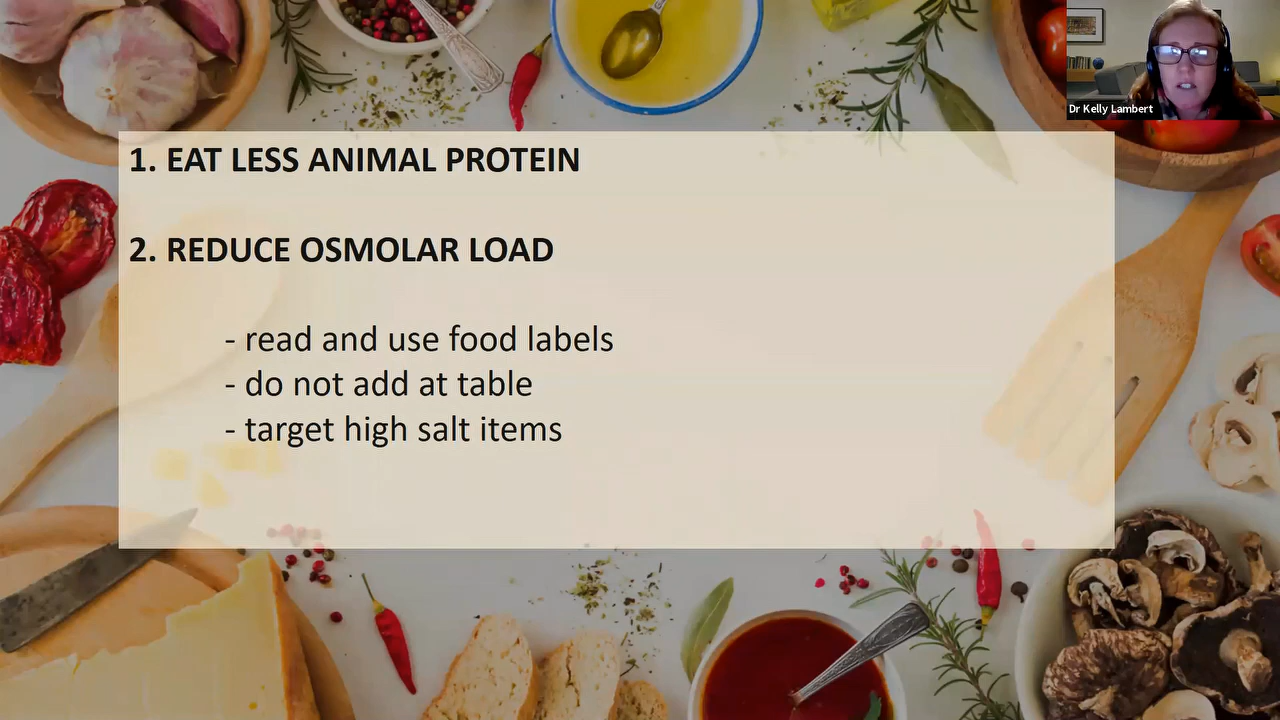 Dr Kelly Lambert
1. EAT LESS ANIMAL PROTEIN
2. REDUCE OSMOLAR LOAD
- read and use food labels
- do not add at table
- target high salt items